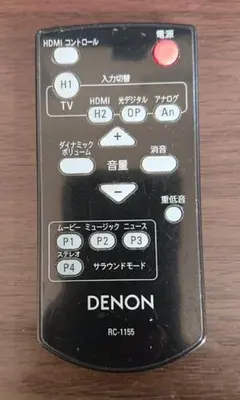 HDMI コントロール
電源
入力切替
H1
TV
HDMI 光デジタル アナログ
H2 OP An
＋
ダイナミック
ボリューム
音量
消音
－
重低音
ムービー ミュージック ニュース
P1 P2 P3
ステレオ
P4 サラウンドモード
DENON
RC-1155